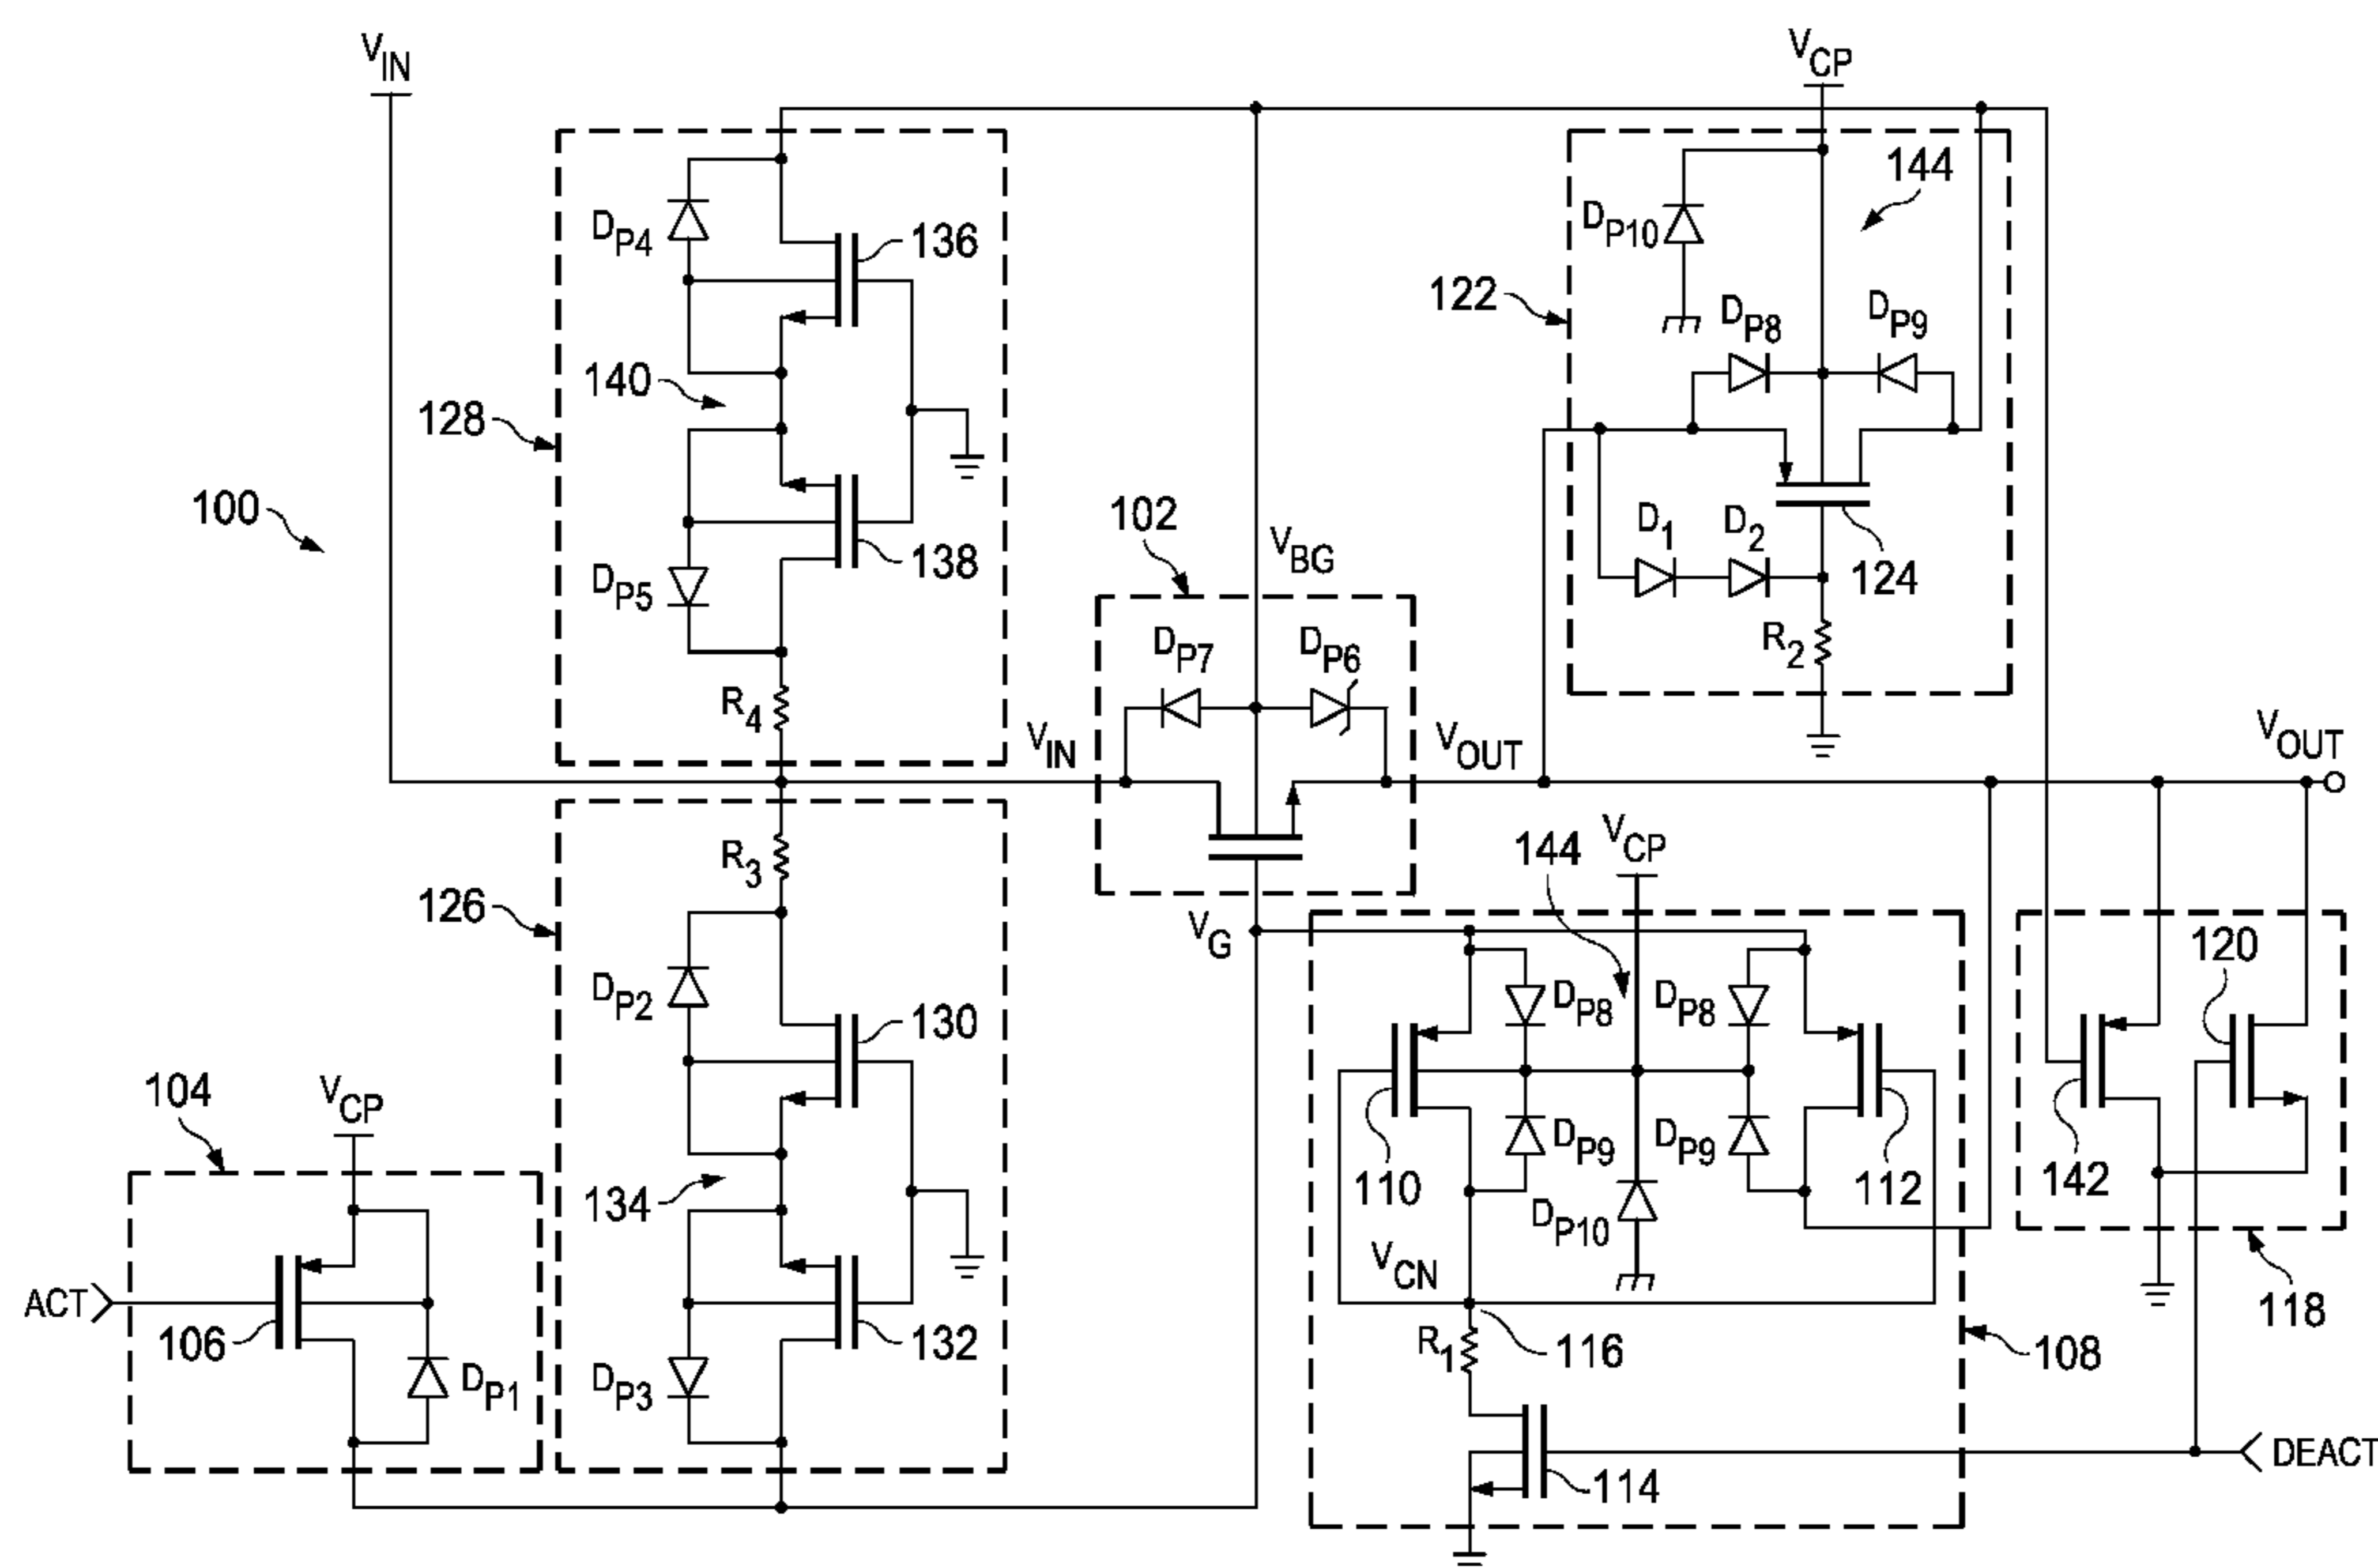 V_IN
V_CP
144
D_P4
136
D_P10
122
D_P8
D_P9
140
128
100
102
V_BG
D_1
D_2
124
D_P5
138
D_P7
D_P6
R_2
R_4
V_IN
V_OUT
V_OUT
R_3
144
V_CP
126
V_G
120
D_P2
130
D_P8
D_P8
104
V_CP
110
D_P9
D_P9
112
142
134
D_P10
V_CN
ACT
106
132
118
D_P1
D_P3
R_1
116
108
114
DEACT